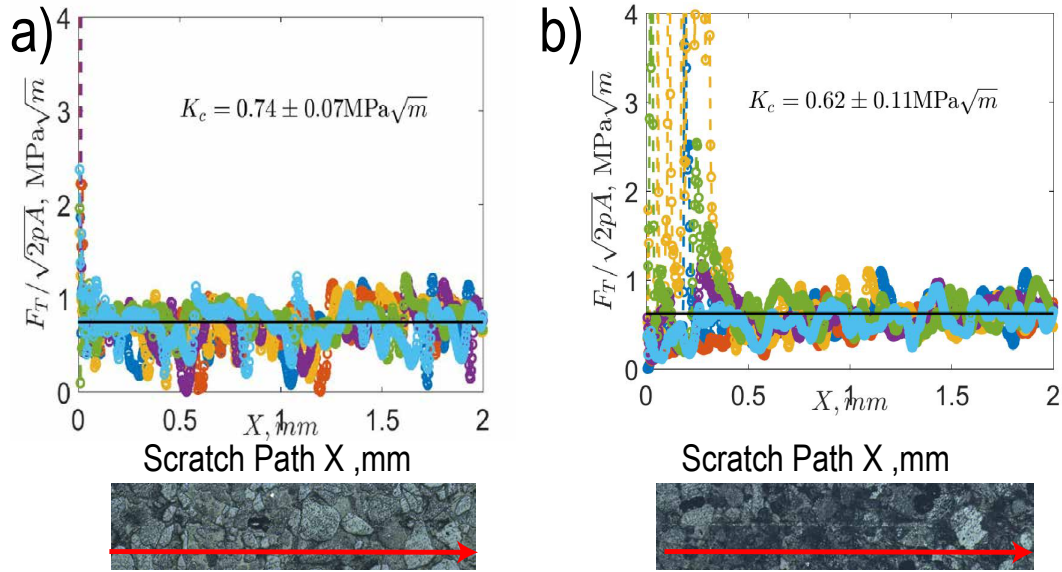 a)
4
3
2
1
0
F_T/√2pA, MPa√m
K_c = 0.74 ± 0.07MPa√m
0
0.5
1
1.5
2
X, mm
Scratch Path X ,mm
b)
4
3
2
1
0
F_T/√2pA, MPa√m
K_c = 0.62 ± 0.11MPa√m
0
0.5
1
1.5
2
X, mm
Scratch Path X ,mm